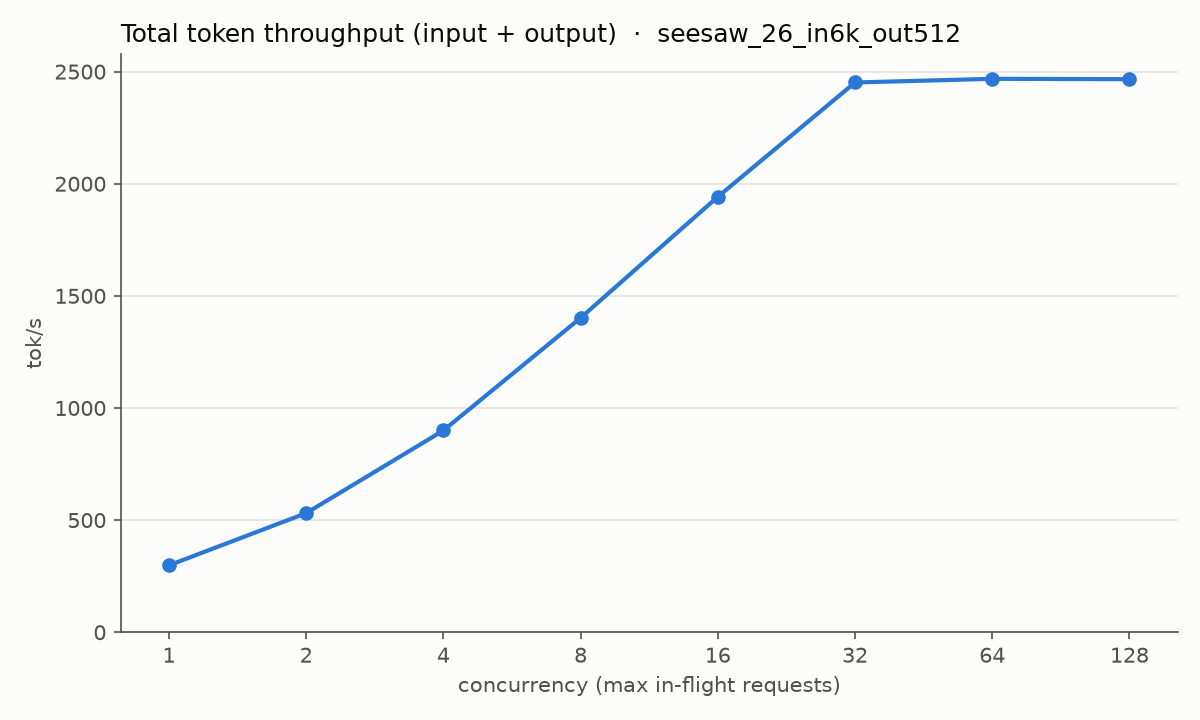 Total token throughput (input + output) · seesaw_26_in6k_out512
2500
2000
1500
1000
500
0
tok/s
1 2 4 8 16 32 64 128
concurrency (max in-flight requests)